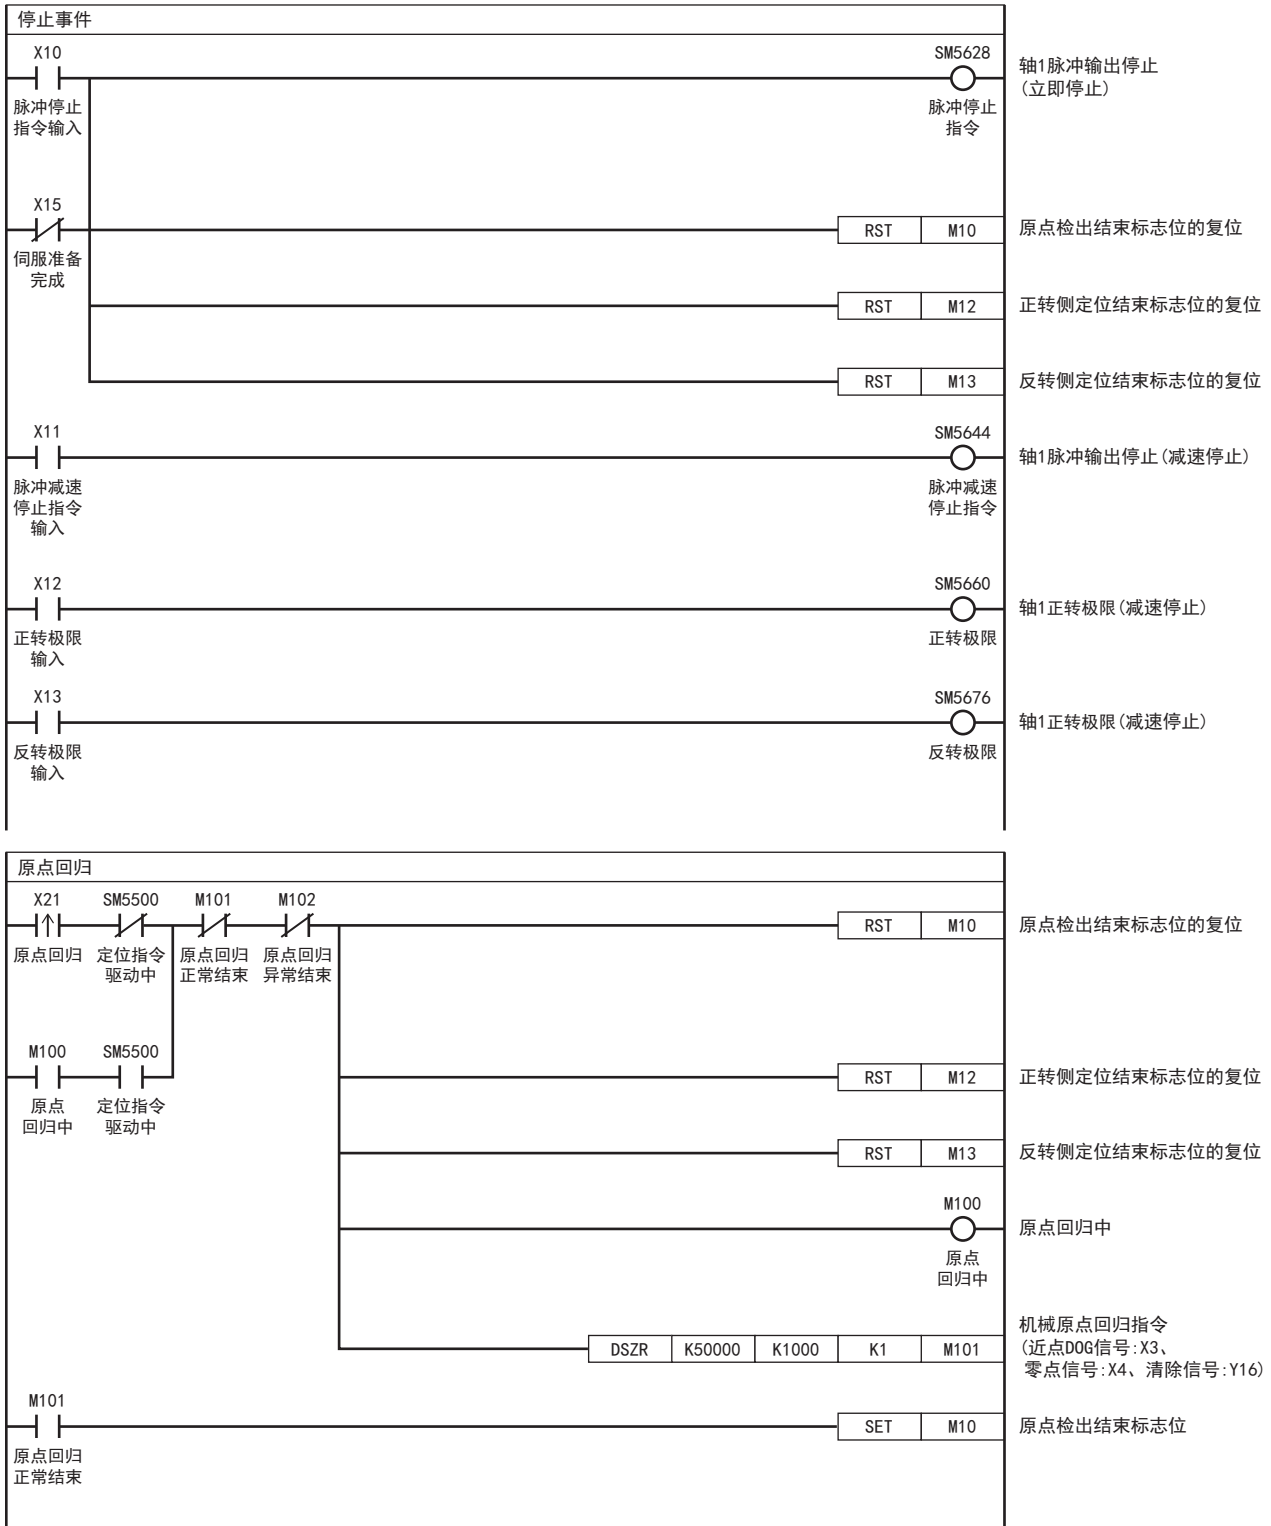 停止事件
X10
SM5628
轴1脉冲输出停止
(立即停止)
脉冲停止
指令输入
脉冲停止
指令
X15
伺服准备
完成
RST M10
原点检出结束标志位的复位
RST M12
正转侧定位结束标志位的复位
RST M13
反转侧定位结束标志位的复位
X11
SM5644
轴1脉冲输出停止(减速停止)
脉冲减速
停止指令
输入
脉冲减速
停止指令
X12
SM5660
轴1正转极限(减速停止)
正转极限
输入
正转极限
X13
SM5676
轴1正转极限(减速停止)
反转极限
输入
反转极限
原点回归
X21 SM5500 M101 M102
RST M10
原点检出结束标志位的复位
原点回归
定位指令
驱动中
原点回归
正常结束
原点回归
异常结束
M100 SM5500
原点
回归中
定位指令
驱动中
RST M12
正转侧定位结束标志位的复位
RST M13
反转侧定位结束标志位的复位
M100
原点回归中
原点
回归中
DSZR K50000 K1000 K1 M101
机械原点回归指令
(近点DOG信号:X3、
零点信号:X4、清除信号:Y16)
M101
SET M10
原点检出结束标志位
原点回归
正常结束